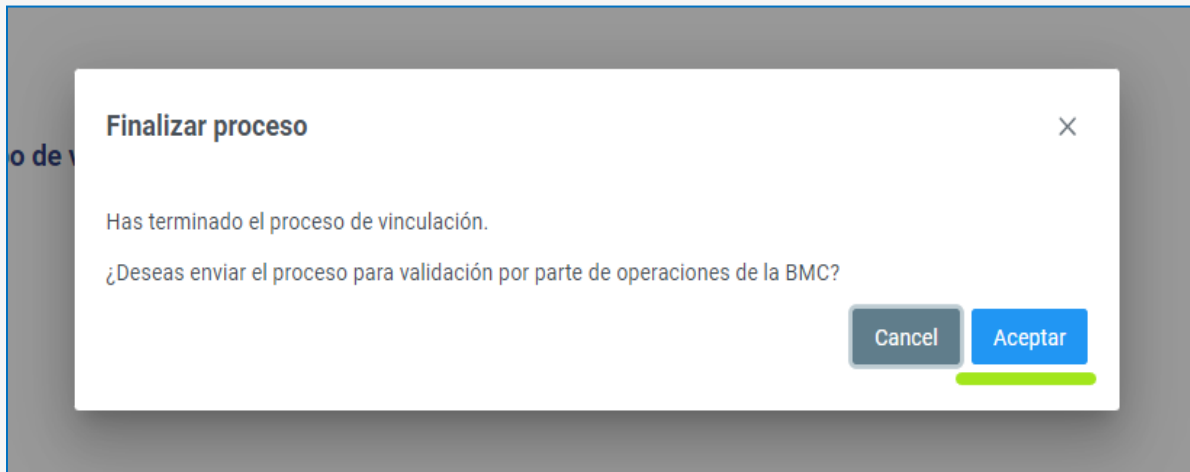 Finalizar proceso
o de
Has terminado el proceso de vinculación.
¿Deseas enviar el proceso para validación por parte de operaciones de la BMC?
Cancel
Aceptar